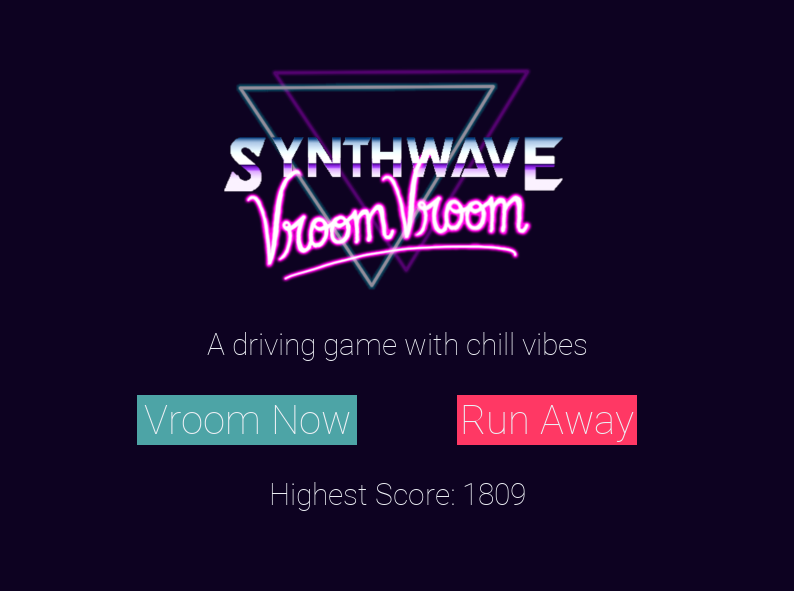 SYNTHWAVE
Vroom Vroom
A driving game with chill vibes
Vroom Now
Run Away
Highest Score: 1809